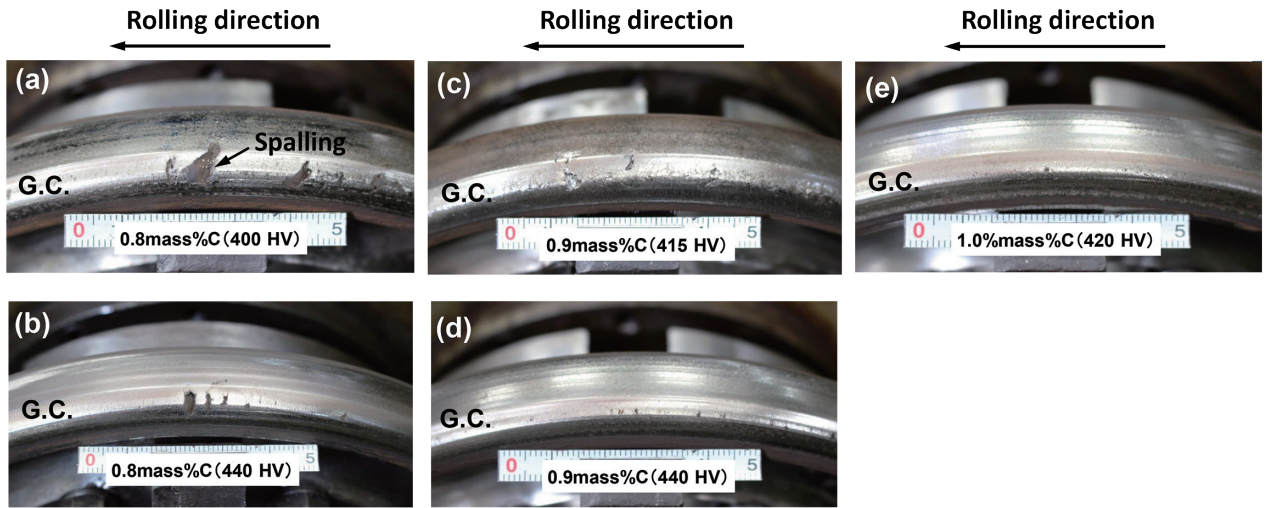 Rolling direction
Rolling direction
Rolling direction
(a)
Spalling
G.C.
0 5
0.8mass%C(400 HV)
(c)
G.C.
0 5
0.9mass%C(415 HV)
(e)
G.C.
0 5
1.0%mass%C(420 HV)
(b)
G.C.
0 5
0.8mass%C(440 HV)
(d)
G.C.
0 5
0.9mass%C(440 HV)